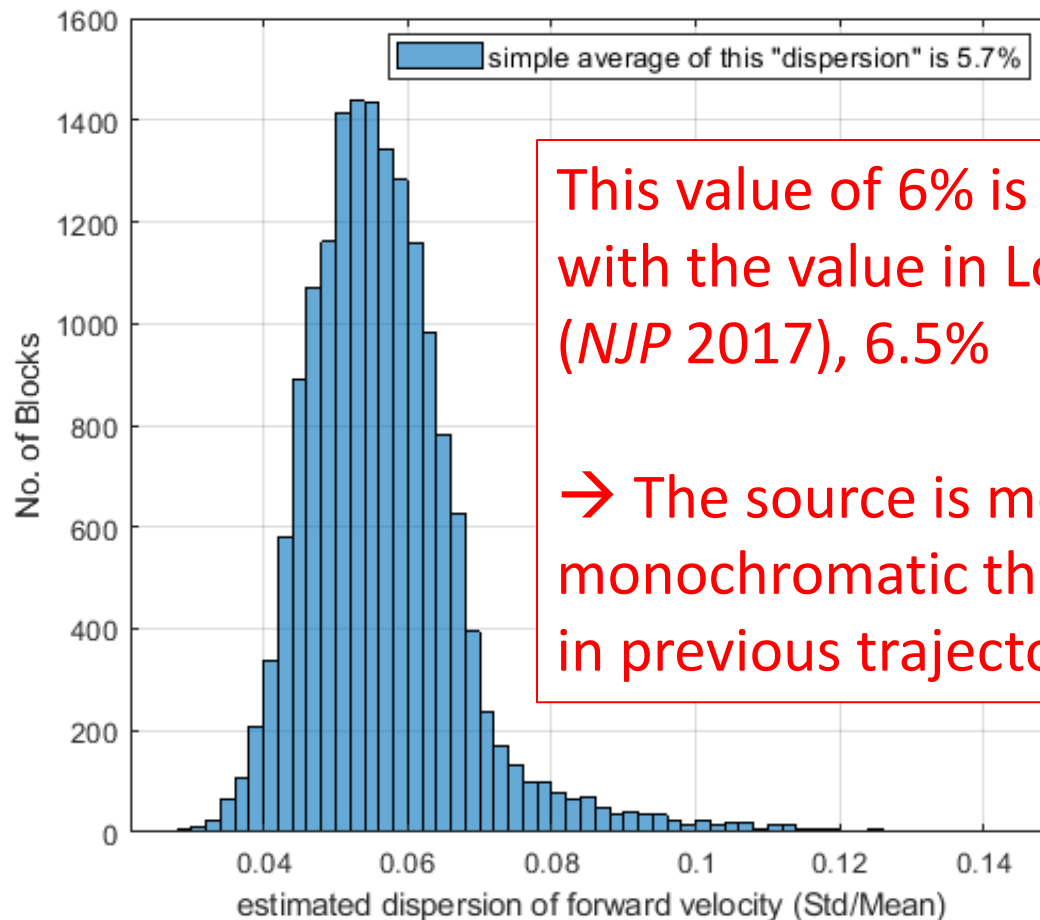 1600
1400
1200
1000
800
600
400
200
0
No. of Blocks
simple average of this "dispersion" is 5.7%
This value of 6% is
with the value in
(NJP 2017), 6.5%
→ The source is
monochromatic
in previous
0.04 0.06 0.08 0.1 0.12 0.14
estimated dispersion of forward velocity (Std/Mean)